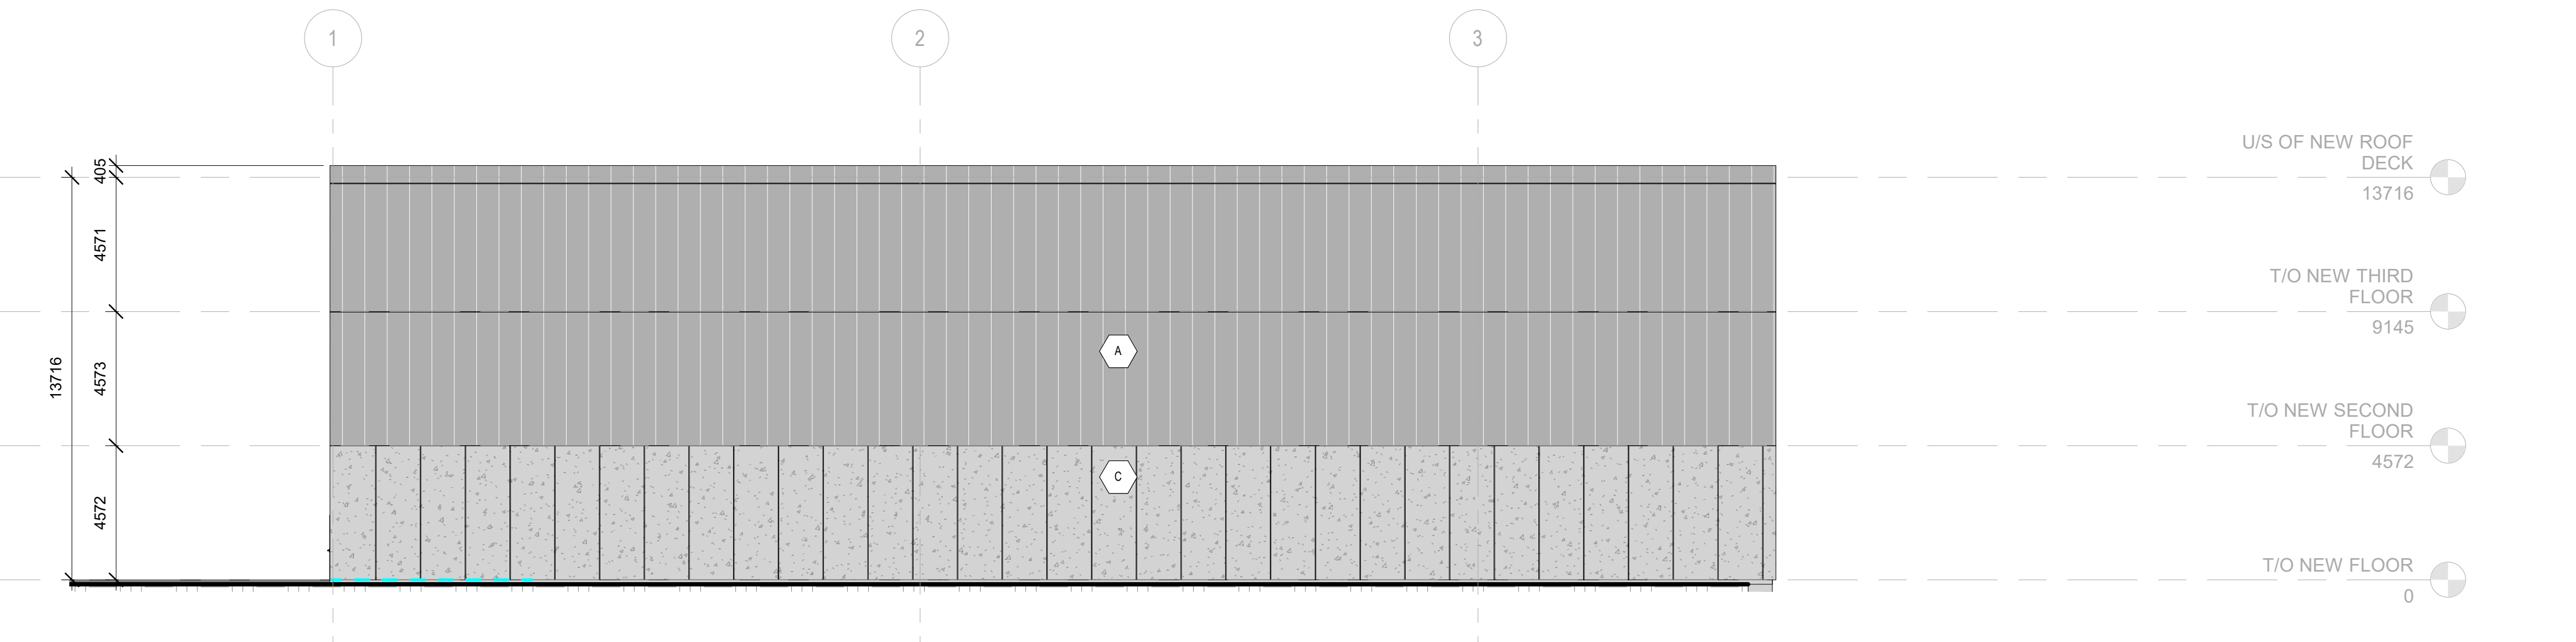 1
2
3
U/S OF NEW ROOF
DECK
13716
T/O NEW THIRD
FLOOR
9145
T/O NEW SECOND
FLOOR
4572
T/O NEW FLOOR
0
405
4571
4573
4572
13716
A
C